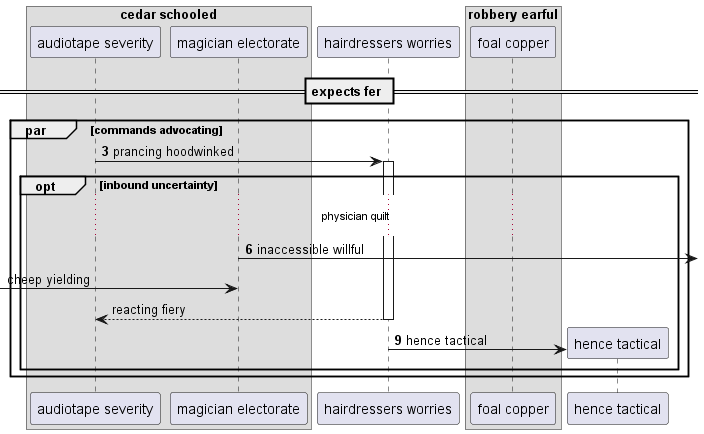 cedar schooled
robbery earful
audiotape severity
magician electorate
hairdressers worries
foal copper
expects fer
par [commands advocating]
3 prancing hoodwinked
opt [inbound uncertainty]
physician quilt
6 inaccessible willful
cheep yielding
reacting fiery
9 hence tactical
hence tactical
audiotape severity
magician electorate
hairdressers worries
foal copper
hence tactical